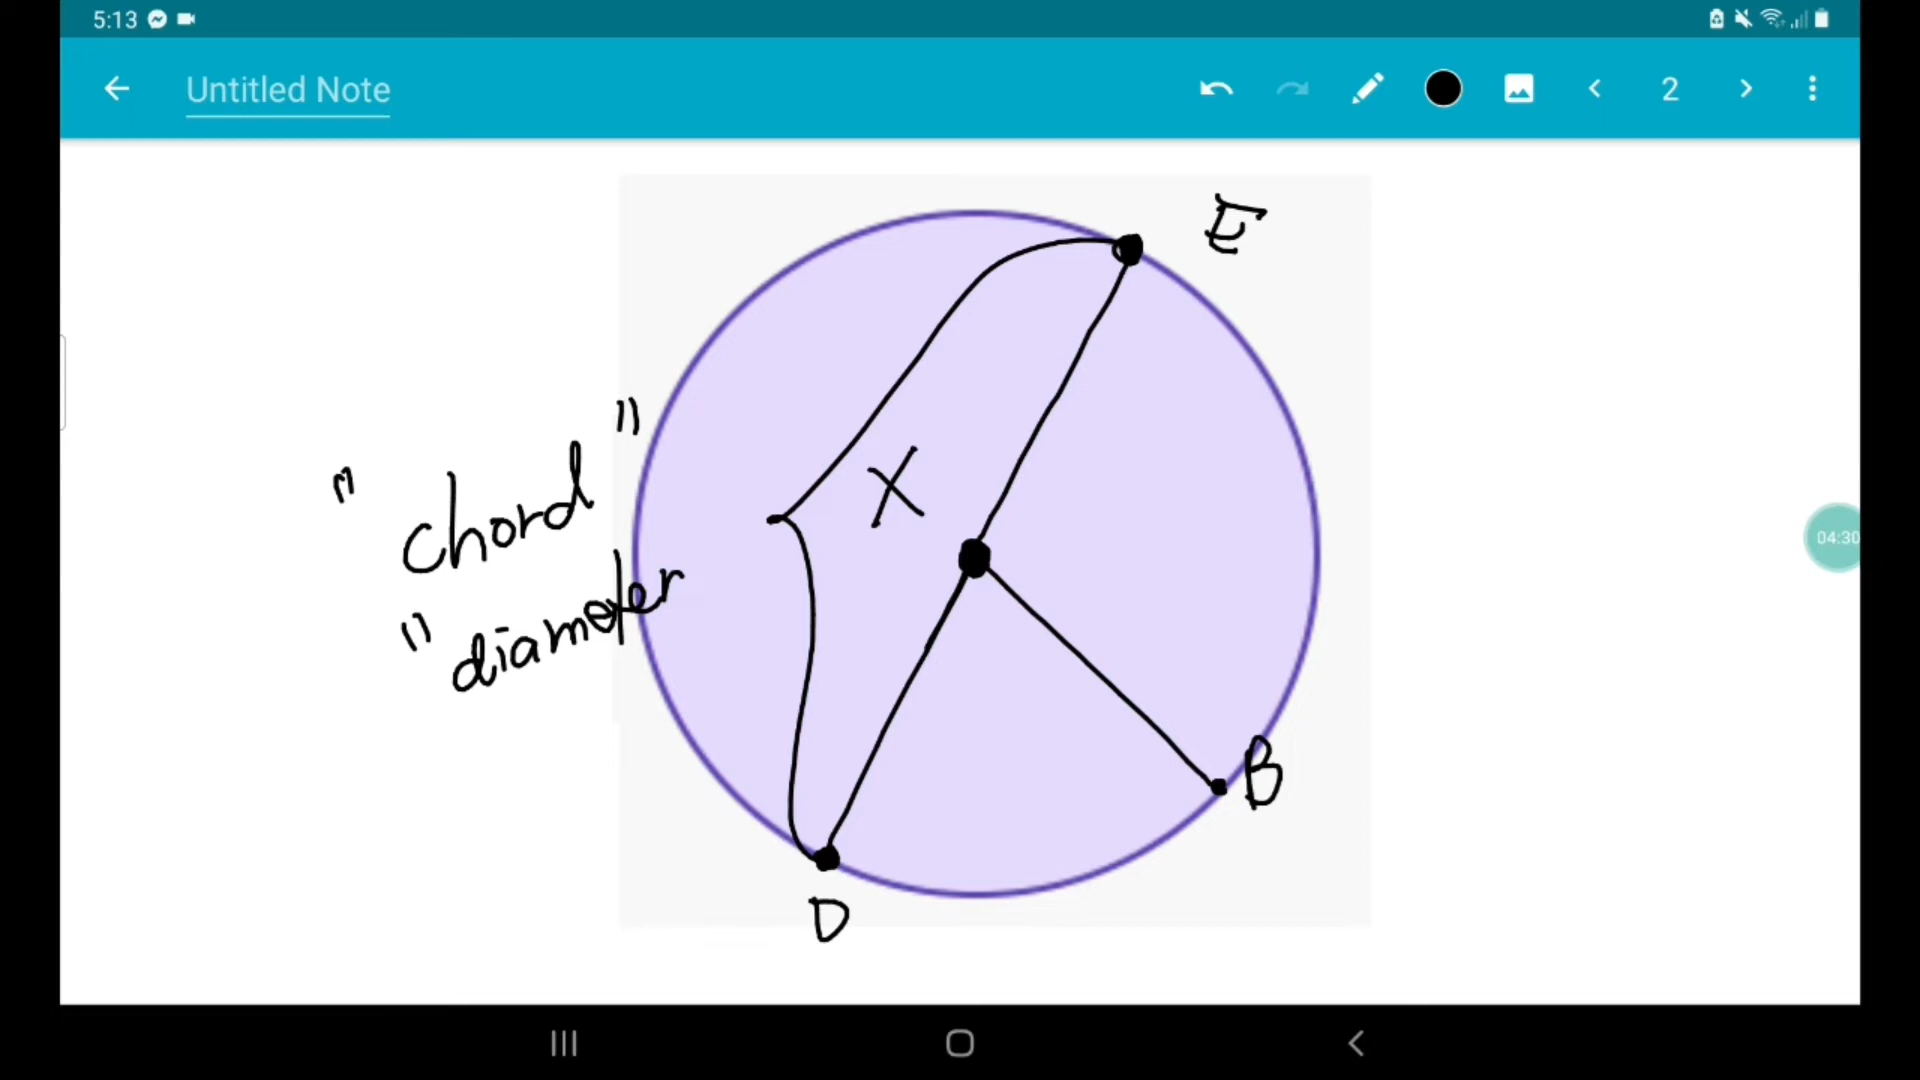 5:13
Untitled Note
2
E
" chord "
X
" diameter
04:30
B
D